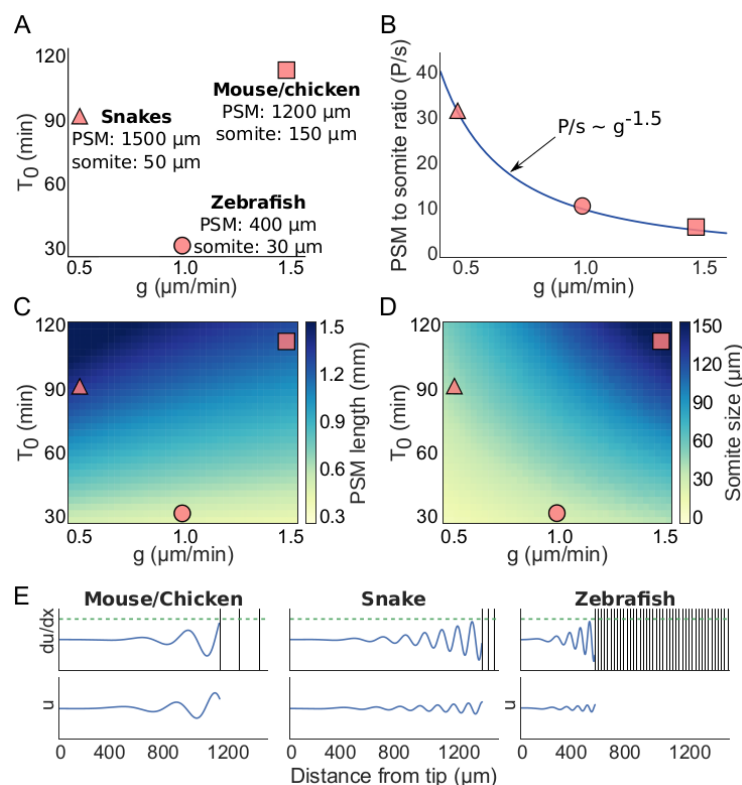 A
120
90
60
30
T0 (min)
Snakes
PSM: 1500 µm
somite: 50 µm
Mouse/chicken
PSM: 1200 µm
somite: 150 µm
Zebrafish
PSM: 400 µm
somite: 30 µm
0.5
1.0
1.5
g (µm/min)
B
PSM to somite ratio (P/s)
40
30
20
10
0
P/s ~ g-1.5
0.5
1.0
1.5
g (µm/min)
C
120
90
60
30
T0 (min)
0.5
1.0
1.5
g (µm/min)
1.5
1.2
0.9
0.6
0.3
PSM length (mm)
D
120
90
60
30
T0 (min)
0.5
1.0
1.5
g (µm/min)
150
120
90
60
30
0
Somite size (µm)
E
Mouse/Chicken
Snake
Zebrafish
du/dx
u
u
0 400 800 1200
0 400 800 1200
0 400 800 1200
Distance from tip (µm)